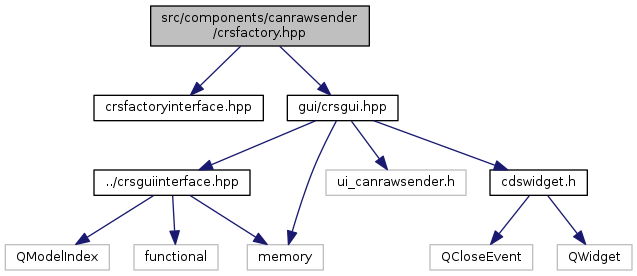 src/components/canrawsender
/crsfactory.hpp
crsfactoryinterface.hpp
gui/crsgui.hpp
../crsguiinterface.hpp
ui_canrawsender.h
cdswidget.h
QModelIndex
functional
memory
QCloseEvent
QWidget